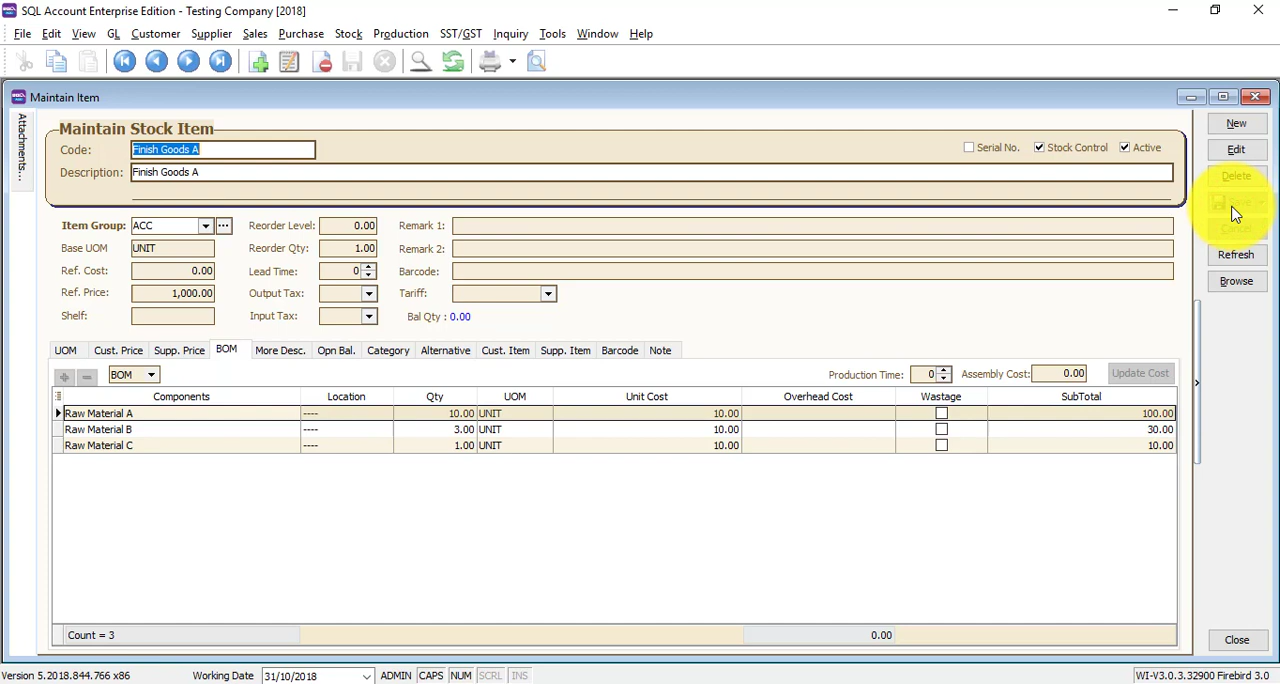 SQL Account Enterprise Edition - Testing Company [2018]
File Edit View GL Customer Supplier Sales Purchase Stock Production SST/GST Inquiry Tools Window Help
Maintain Item
Attachments...
Maintain Stock Item
Code: Finish Goods A Serial No. Stock Control Active
Description: Finish Goods A
New
Edit
Delete
Save
Cancel
Refresh
Browse
Item Group: ACC Reorder Level: 0.00 Remark 1:
Base UOM UNIT Reorder Qty: 1.00 Remark 2:
Ref. Cost: 0.00 Lead Time: 0 Barcode:
Ref. Price: 1,000.00 Output Tax: Tariff:
Shelf: Input Tax: Bal Qty : 0.00
UOM Cust. Price Supp. Price BOM More Desc. Opn Bal. Category Alternative Cust. Item Supp. Item Barcode Note
BOM Production Time: 0 Assembly Cost: 0.00 Update Cost
Components Location Qty UOM Unit Cost Overhead Cost Wastage SubTotal
Raw Material A ---- 10.00 UNIT 10.00 100.00
Raw Material B ---- 3.00 UNIT 10.00 30.00
Raw Material C ---- 1.00 UNIT 10.00 10.00
Count = 3 0.00
Close
Version 5.2018.844.766 x86 Working Date 31/10/2018 ADMIN CAPS NUM SCRL INS WI-V3.0.3.32900 Firebird 3.0